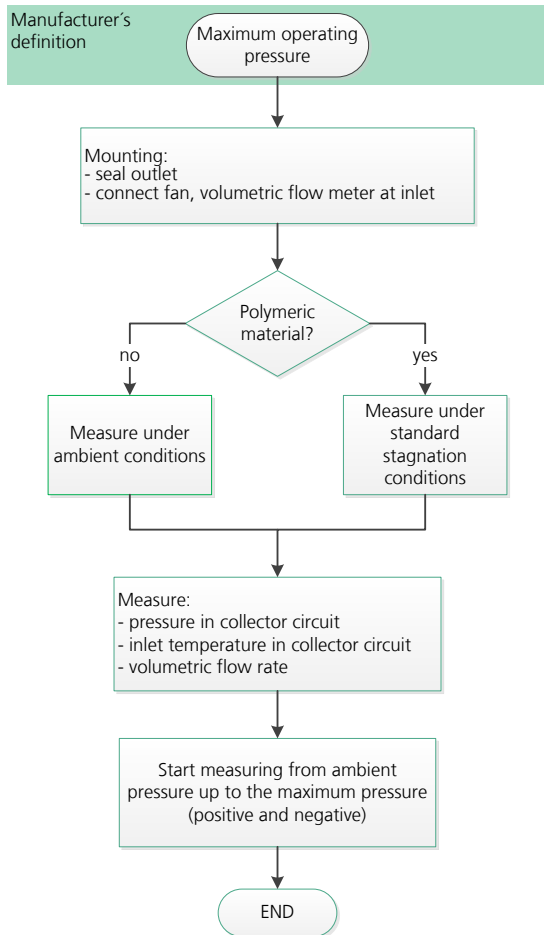 Manufacturer´s
definition
Maximum operating
pressure
Mounting:
- seal outlet
- connect fan, volumetric flow meter at inlet
Polymeric
material?
no
yes
Measure under
ambient conditions
Measure under
standard
stagnation
conditions
Measure:
- pressure in collector circuit
- inlet temperature in collector circuit
- volumetric flow rate
Start measuring from ambient
pressure up to the maximum pressure
(positive and negative)
END